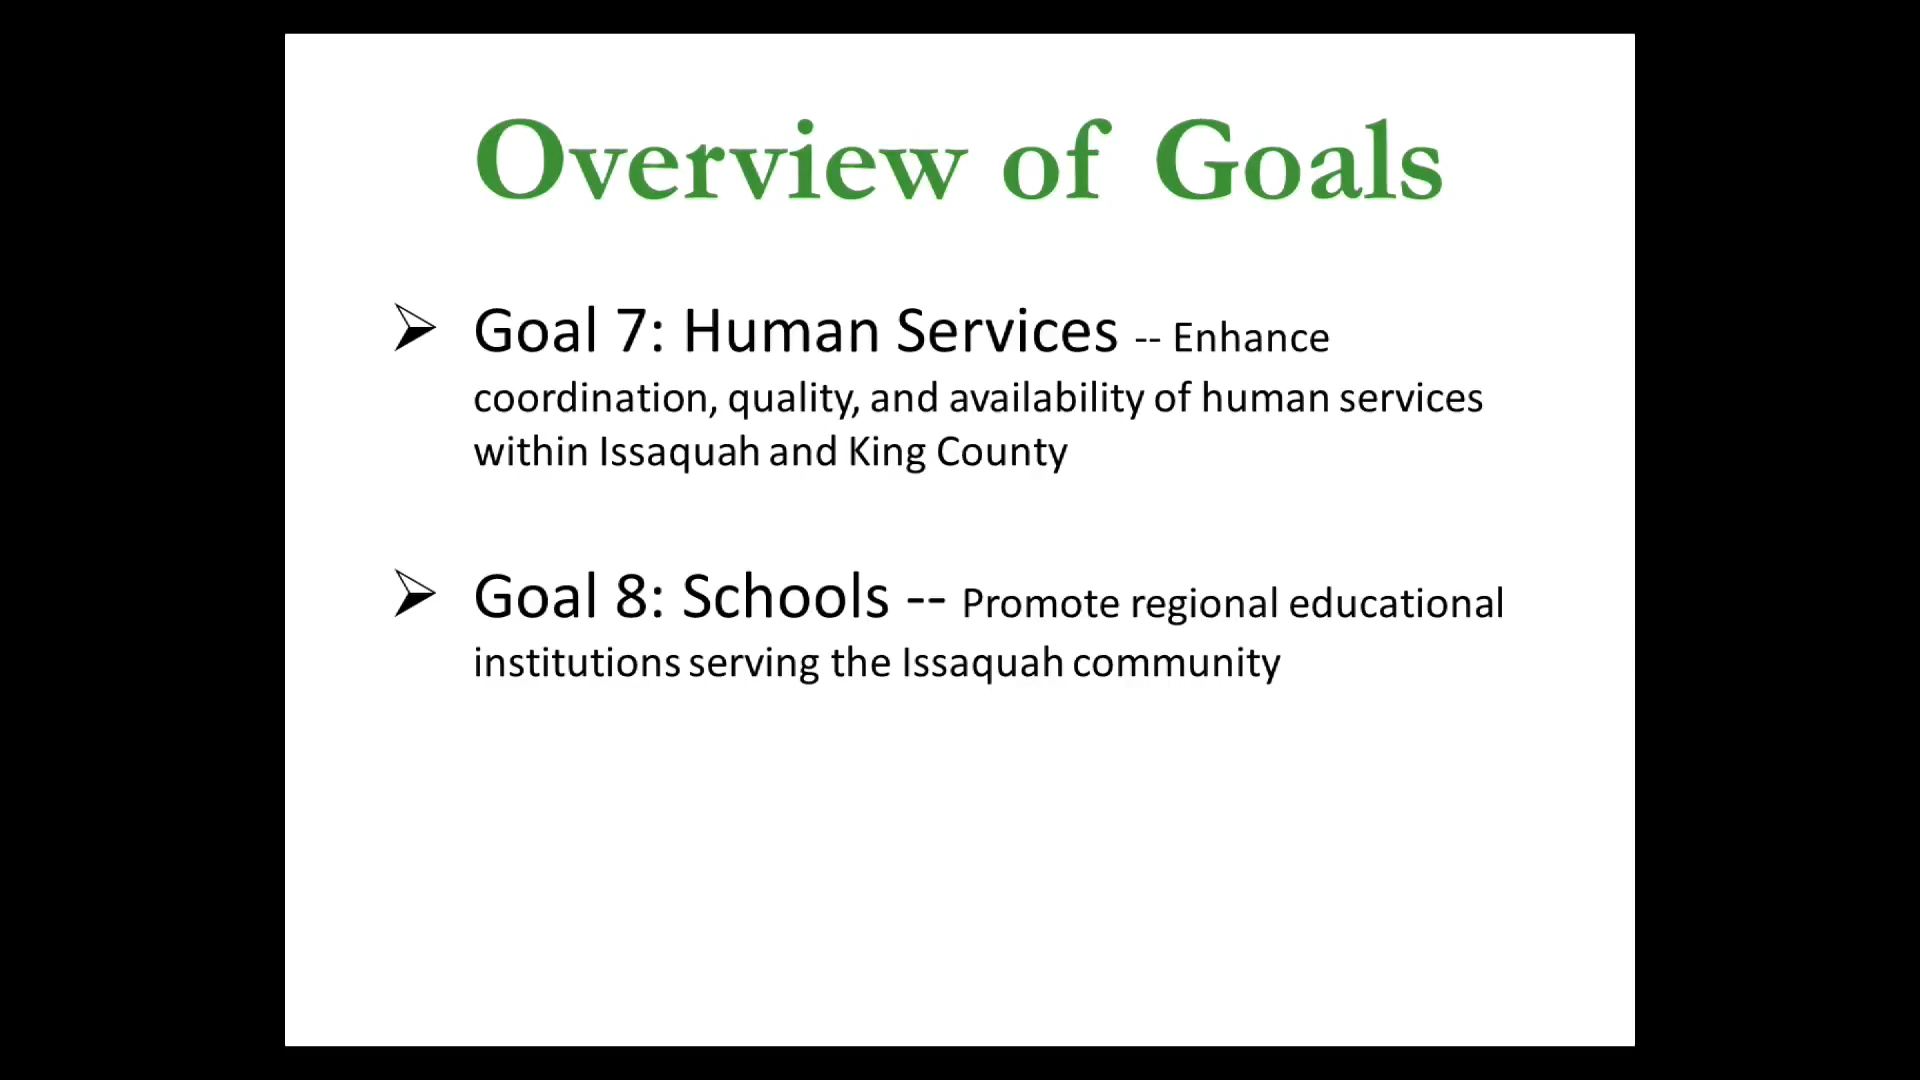 Overview of Goals
Goal 7: Human Services -- Enhance
coordination, quality, and availability of human services
within Issaquah and King County
Goal 8: Schools -- Promote regional educational
institutions serving the Issaquah community